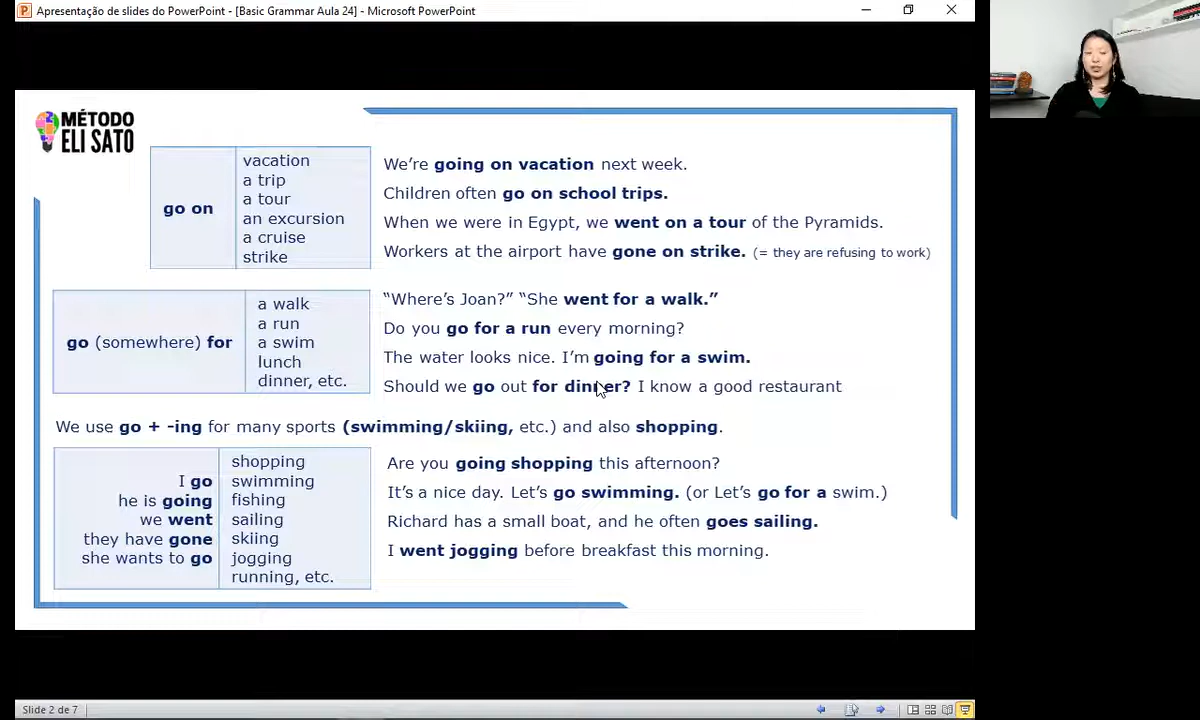 Apresentação de slides do PowerPoint - [Basic Grammar Aula 24] - Microsoft PowerPoint
MÉTODO
ELI SATO
go on
vacation
a trip
a tour
an excursion
a cruise
strike
We're going on vacation next week.
Children often go on school trips.
When we were in Egypt, we went on a tour of the Pyramids.
Workers at the airport have gone on strike. (= they are refusing to work)
go (somewhere) for
a walk
a run
a swim
lunch
dinner, etc.
“Where's Joan?” “She went for a walk.”
Do you go for a run every morning?
The water looks nice. I'm going for a swim.
Should we go out for dinner? I know a good restaurant
We use go + -ing for many sports (swimming/skiing, etc.) and also shopping.
I go
he is going
we went
they have gone
she wants to go
shopping
swimming
fishing
sailing
skiing
jogging
running, etc.
Are you going shopping this afternoon?
It's a nice day. Let's go swimming. (or Let's go for a swim.)
Richard has a small boat, and he often goes sailing.
I went jogging before breakfast this morning.
Slide 2 de 7